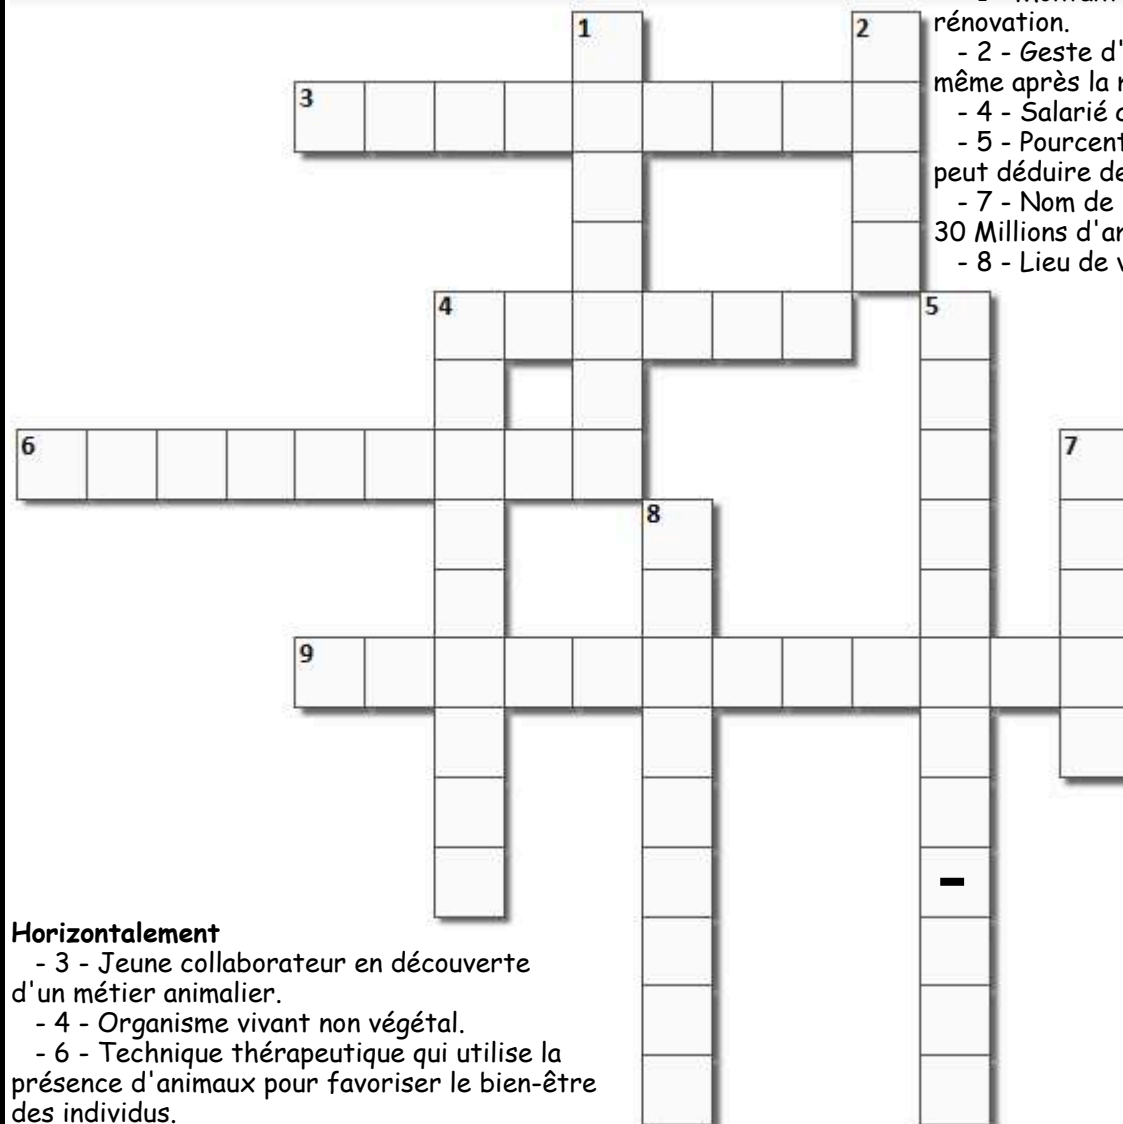 1
2
rénovation.
- 2 - Geste d'
même après la
3
- 4 - Salarié
- 5 - Pourcent
peut déduire
- 7 - Nom de
30 Millions
- 8 - Lieu de
4
5
6
7
8
9
-
Horizontalement
- 3 - Jeune collaborateur en découverte
d'un métier animalier.
- 4 - Organisme vivant non végétal.
- 6 - Technique thérapeutique qui utilise la
présence d'animaux pour favoriser le bien-être
des individus.